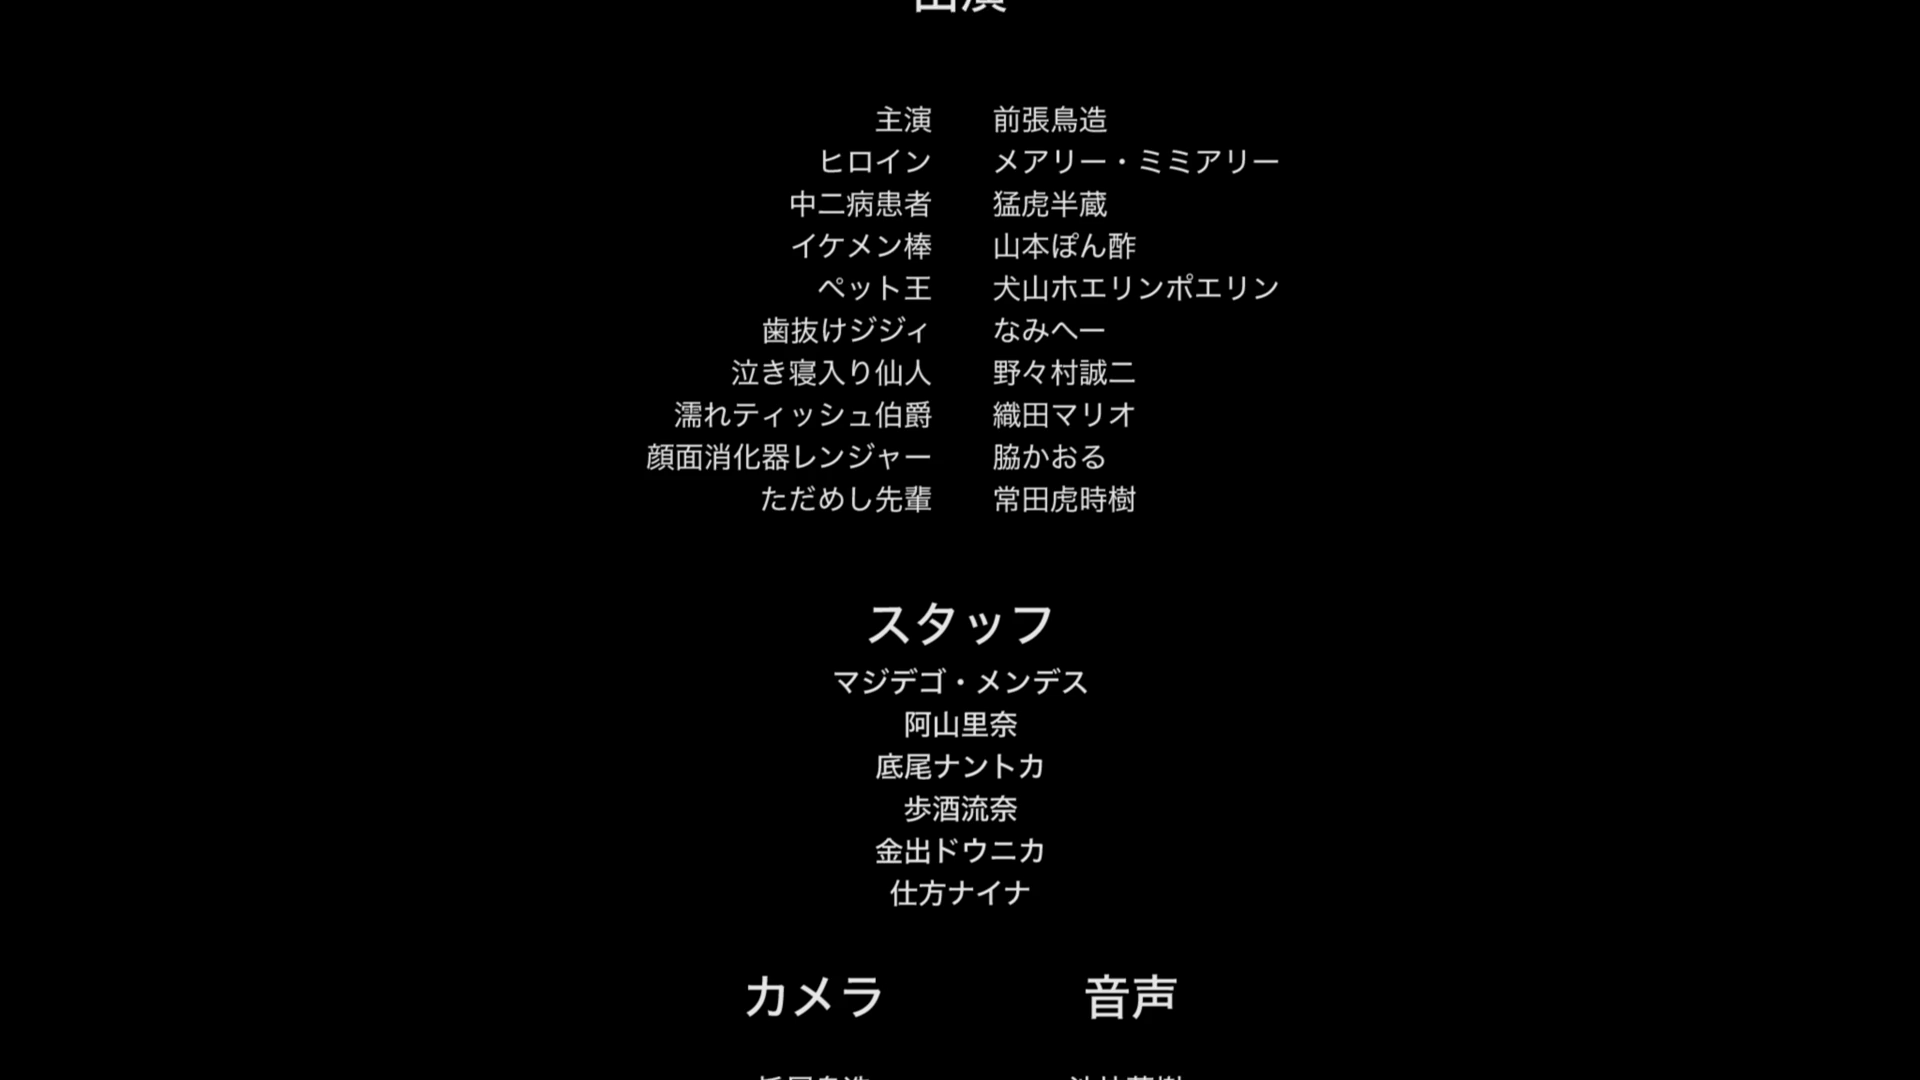 出演
主演 前張鳥造
ヒロイン メアリー・ミミアリー
中二病患者 猛虎半蔵
イケメン棒 山本ぽん酢
ペット王 犬山ホエリンポエリン
歯抜けジジィ なみへー
泣き寝入り仙人 野々村誠二
濡れティッシュ伯爵 織田マリオ
顔面消化器レンジャー 脇かおる
ただめし先輩 常田虎時樹
スタッフ
マジデゴ・メンデス
阿山里奈
底尾ナントカ
歩酒流奈
金出ドウニカ
仕方ナイナ
カメラ 音声